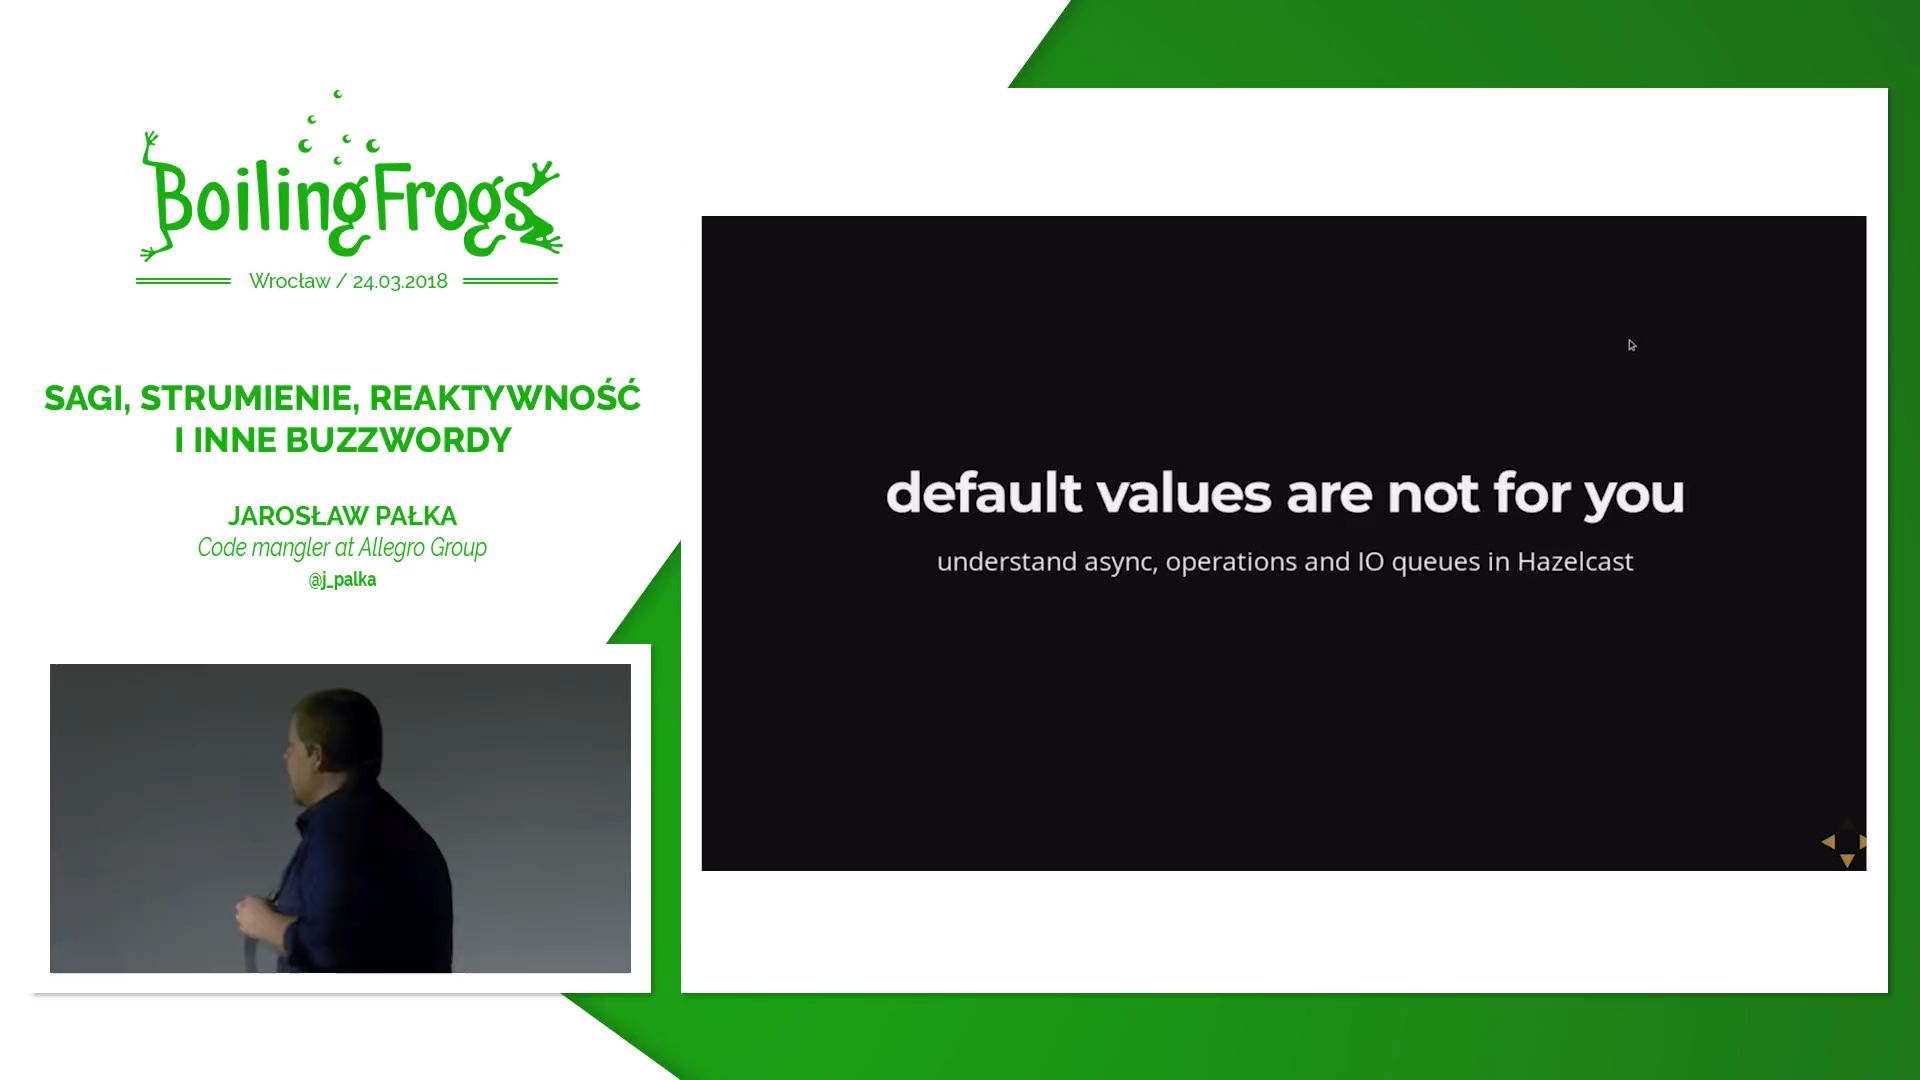 BoilingFrogs
Wrocław / 24.03.2018
SAGI, STRUMIENIE, REAKTYWNOŚĆ
I INNE BUZZWORDY
JAROSŁAW PAŁKA
Code mangler at Allegro Group
@j_palka
default values are not for you
understand async, operations and IO queues in Hazelcast